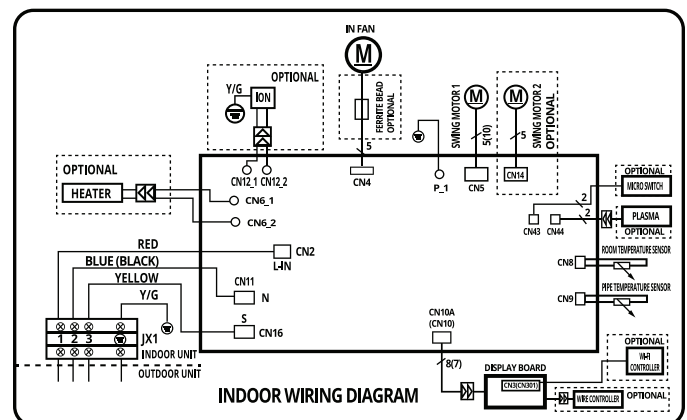 IN FAN
M
OPTIONAL
Y/G
ION
FERRITE BEAD
OPTIONAL
5
SWING MOTOR 1
M
5(10)
SWING MOTOR 2
OPTIONAL
M
5
CN12_1
CN12_2
CN4
P_1
CN5
CN14
OPTIONAL
HEATER
CN6_1
CN6_2
OPTIONAL
MICRO SWITCH
2
2
PLASMA
OPTIONAL
CN43
CN44
RED
CN2
L-IN
BLUE (BLACK)
YELLOW
CN11
N
Y/G
S
CN16
ROOM TEMPERATURE SENSOR
CN8
PIPE TEMPERATURE SENSOR
CN9
1 2 3
JX1
INDOOR UNIT
OUTDOOR UNIT
CN10A
(CN10)
8(7)
DISPLAY BOARD
CN3(CN301)
OPTIONAL
WI-FI
CONTROLLER
WIRE CONTROLLER
OPTIONAL
INDOOR WIRING DIAGRAM